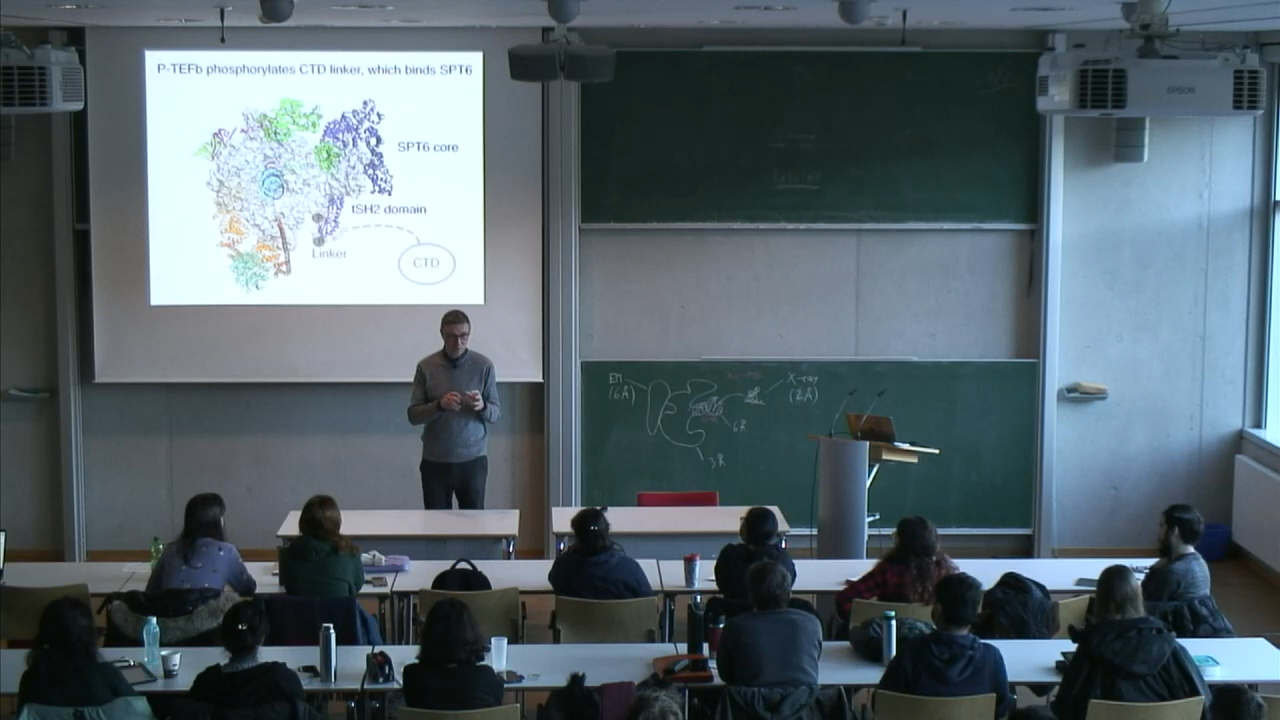 P-TEFb phosphorylates CTD linker, which binds SPT6
SPT6 core
tSH2 domain
Linker
CTD
EPSON
EM
(6Å)
X-ray
(2Å)
6Å
3Å